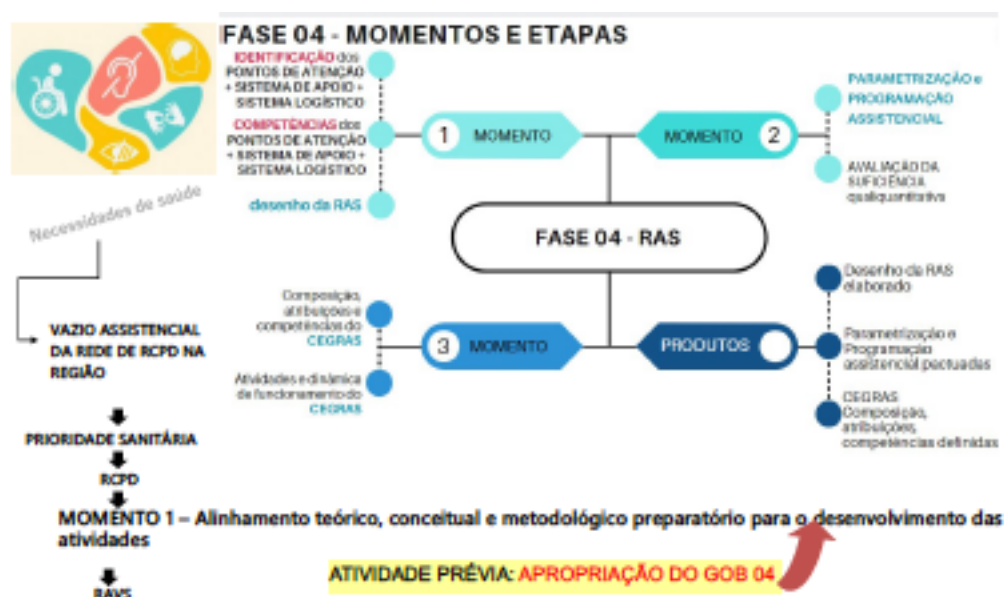 FASE 04 - MOMENTOS E ETAPAS
IDENTIFICAÇÃO dos
PONTOS DE ATENÇÃO
+ SISTEMA DE APOIO +
SISTEMA LOGÍSTICO
COMPETÊNCIAS dos
PONTOS DE ATENÇÃO
+ SISTEMA DE APOIO +
SISTEMA LOGÍSTICO
desenho da RAS
1 MOMENTO
MOMENTO 2
PARAMETRIZAÇÃO e
PROGRAMAÇÃO
ASSISTENCIAL
AVALIAÇÃO DA
SUFICIÊNCIA
qualiquantitativa
FASE 04 - RAS
Composição,
atribuições e
competências do
CEGRAS
Atividades e dinâmica
de funcionamento do
CEGRAS
3 MOMENTO
PRODUTOS
Desenho da RAS
elaborado
Parametrização e
Programação
assistencial pactuadas
CEGRAS
Composição,
atribuições,
competências definidas
Necessidades de saúde
VAZIO ASSISTENCIAL
DA REDE DE RCPD NA
REGIÃO
PRIORIDADE SANITÁRIA
RCPD
MOMENTO 1 – Alinhamento teórico, conceitual e metodológico preparatório para o desenvolvimento das
atividades
ATIVIDADE PRÉVIA: APROPRIAÇÃO DO GOB 04